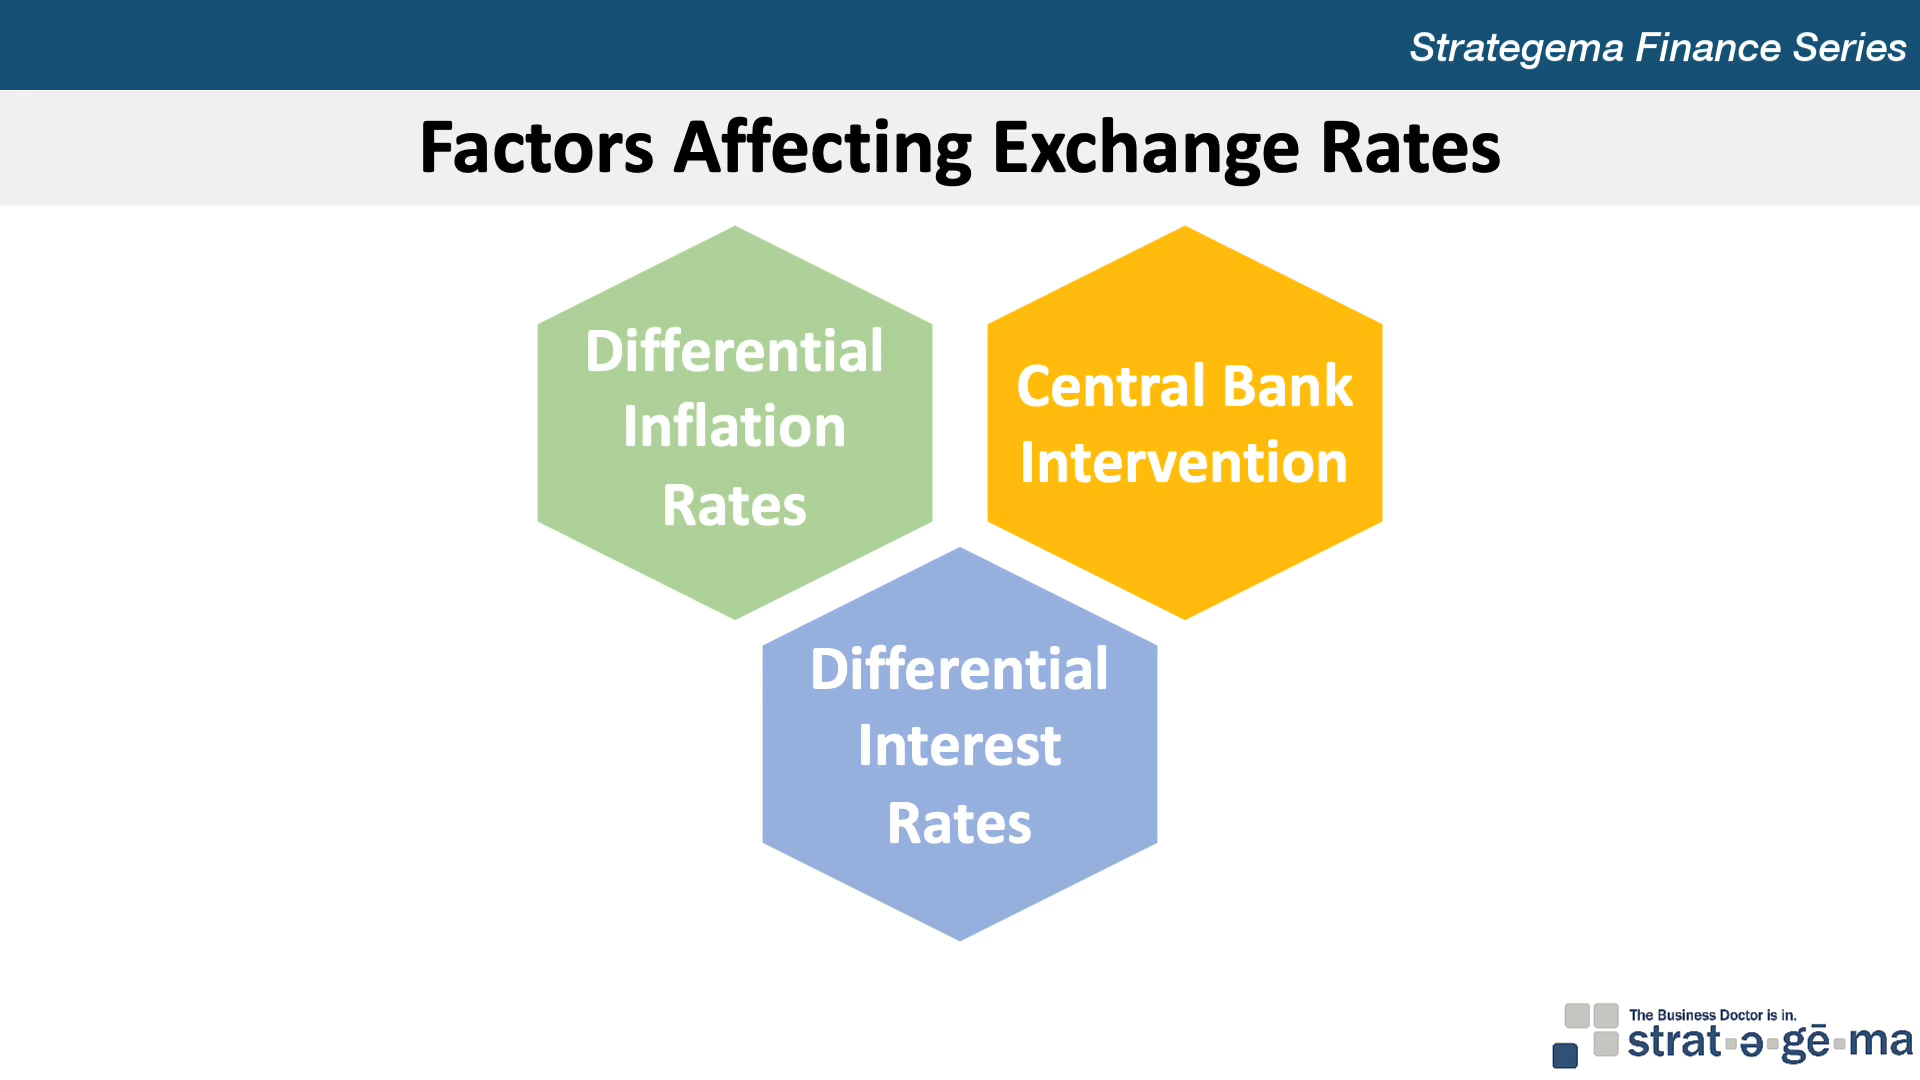 Strategema Finance Series
Factors Affecting Exchange Rates
Differential
Inflation
Rates
Central Bank
Intervention
Differential
Interest
Rates
The Business Doctor is in.
strat-ə-gē-ma